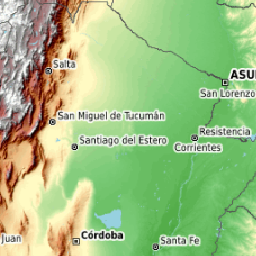 Salta
ASU
San Lorenzo
San Miguel de Tucumán
Resistencia
Santiago del Estero
Corrientes
Juan
Córdoba
Santa Fe